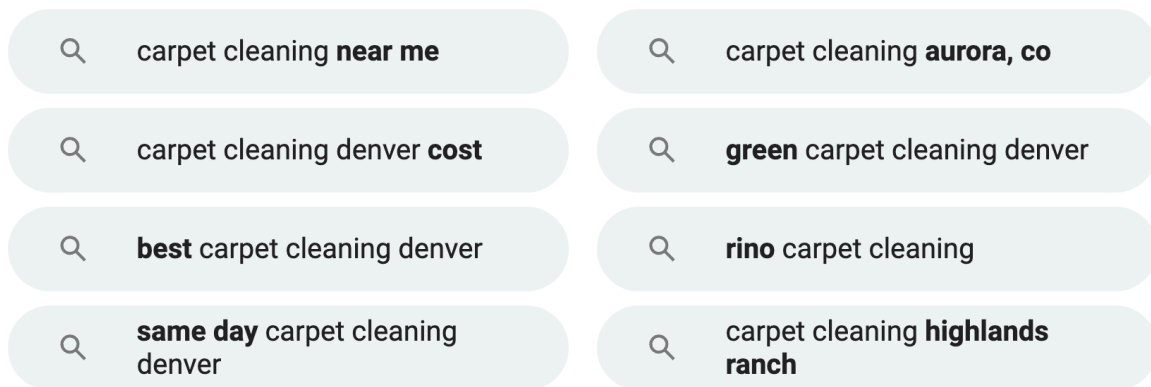 carpet cleaning near me
carpet cleaning aurora, co
carpet cleaning denver cost
green carpet cleaning denver
best carpet cleaning denver
rino carpet cleaning
same day carpet cleaning
denver
carpet cleaning highlands
ranch